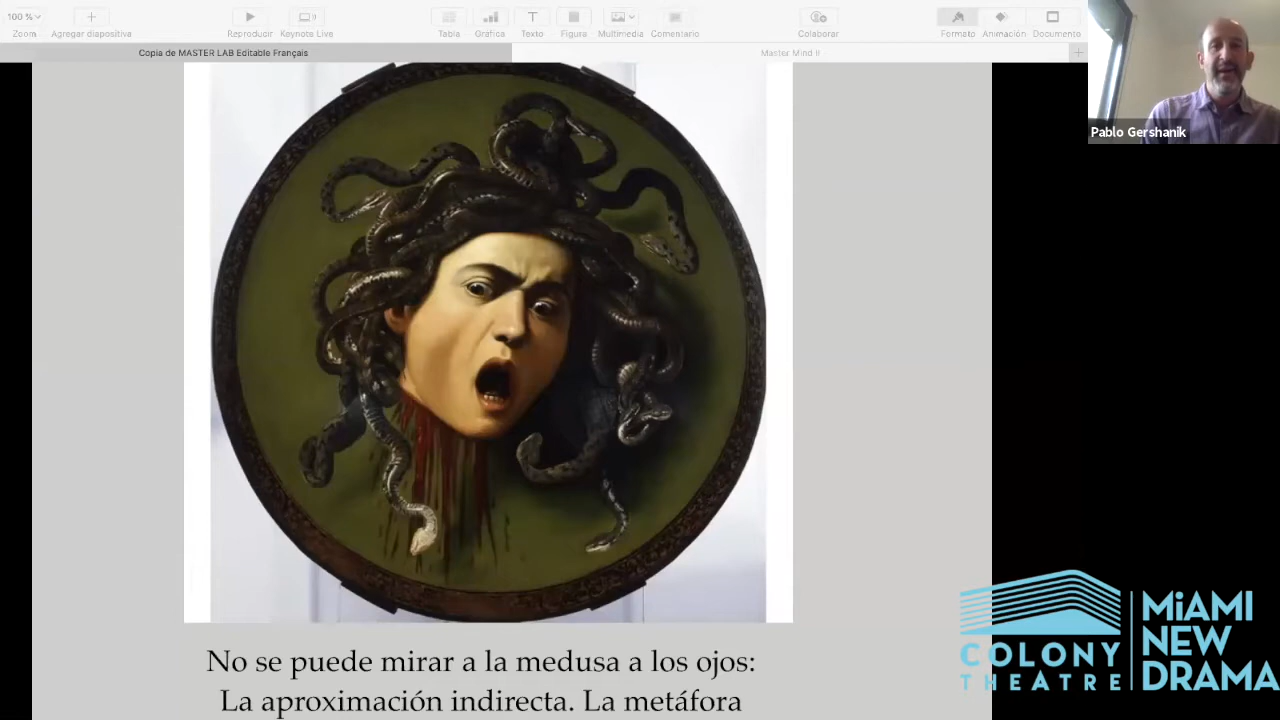 100 %
Zoom
Agregar diapositiva
Reproducir
Keynote Live
Tabla
Gráfica
Texto
Figura
Multimedia
Comentario
Colaborar
Formato
Animación
Documento
Copia de MASTER LAB Editable Français
Master Mind II
Pablo Gershanik
No se puede mirar a la medusa a los ojos:
La aproximación indirecta. La metáfora
COLONY
THEATRE
MiAMI
NEW
DRAMA